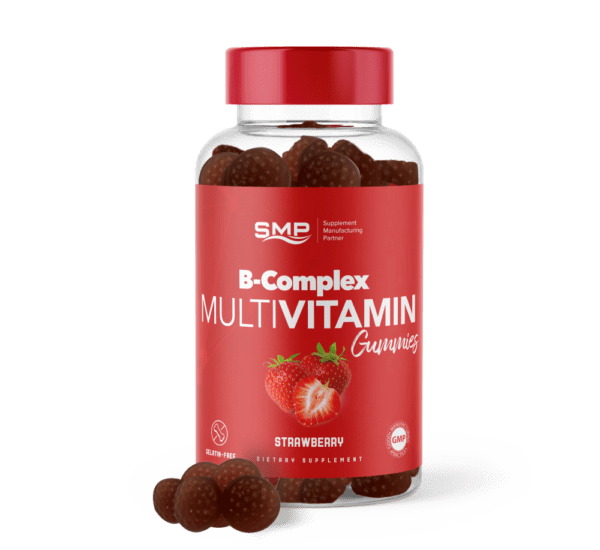 SMP
Supplement
Manufacturing
Partner
B-Complex
MULTIVITAMIN
Gummies
STRAWBERRY
DIETARY SUPPLEMENT
GELATIN-FREE
GMP